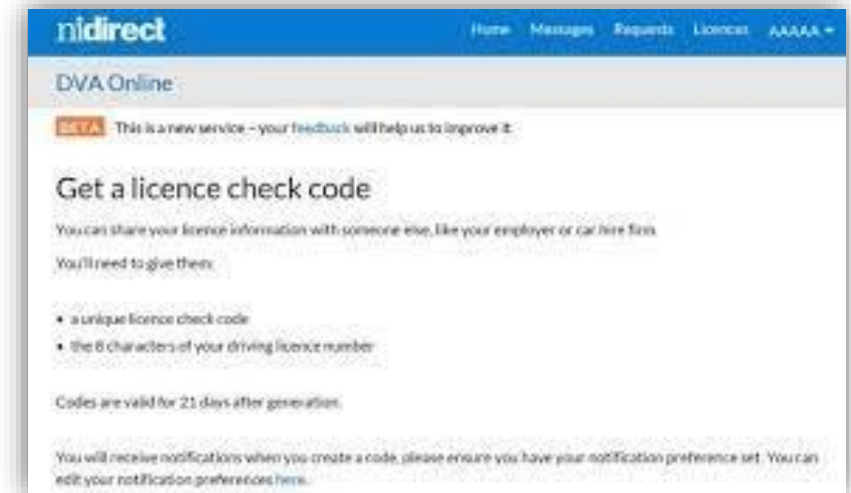 nidirect
Home Messages Requests Licences AAAAA
DVA Online
BETA This is a new service – your feedback will help us to improve it.
Get a licence check code
You can share your licence information with someone else, like your employer or car hire firm.
You'll need to give them:
• a unique licence check code
• the 8 characters of your driving licence number
Codes are valid for 21 days after generation.
You will receive notifications when you create a code, please ensure you have your notification preference set. You can
edit your notification preferences here.